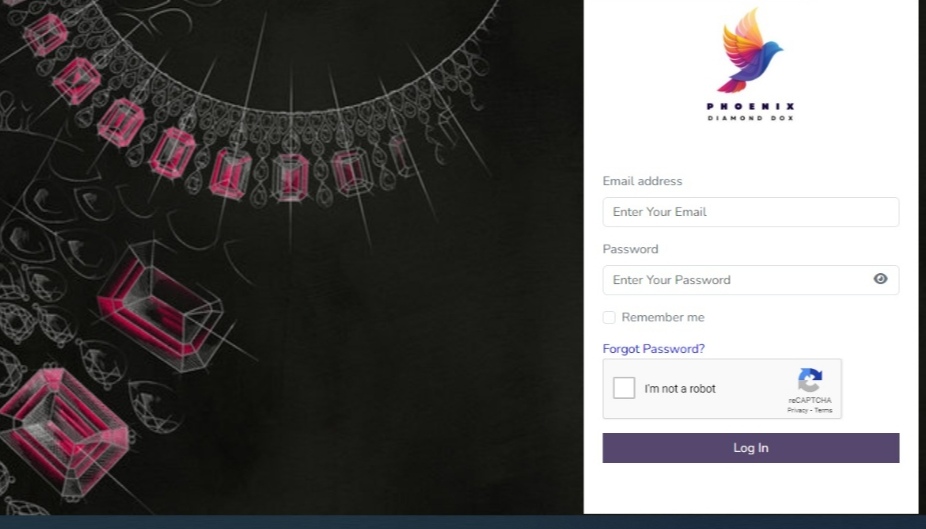 PHOENIX
DIAMOND DOX
Email address
Enter Your Email
Password
Enter Your Password
Remember me
Forgot Password?
I'm not a robot
reCAPTCHA
Privacy - Terms
Log In